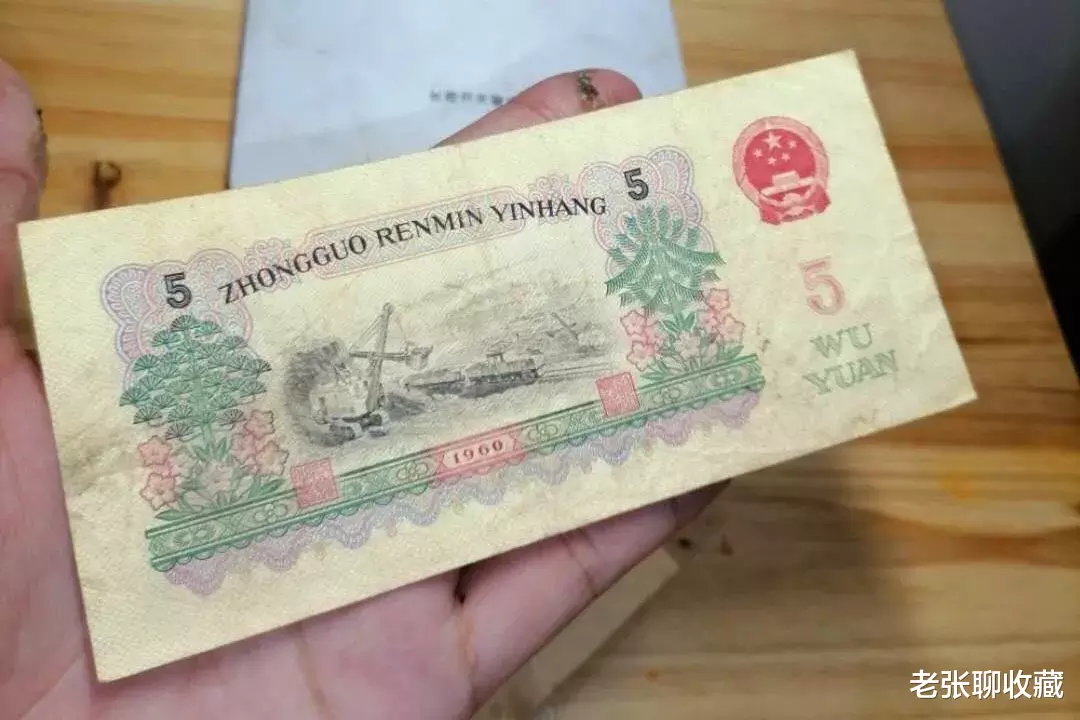 5
ZHONGGUO RENMIN YINHANG
5
5
WU
YUAN
1960
老张聊收藏